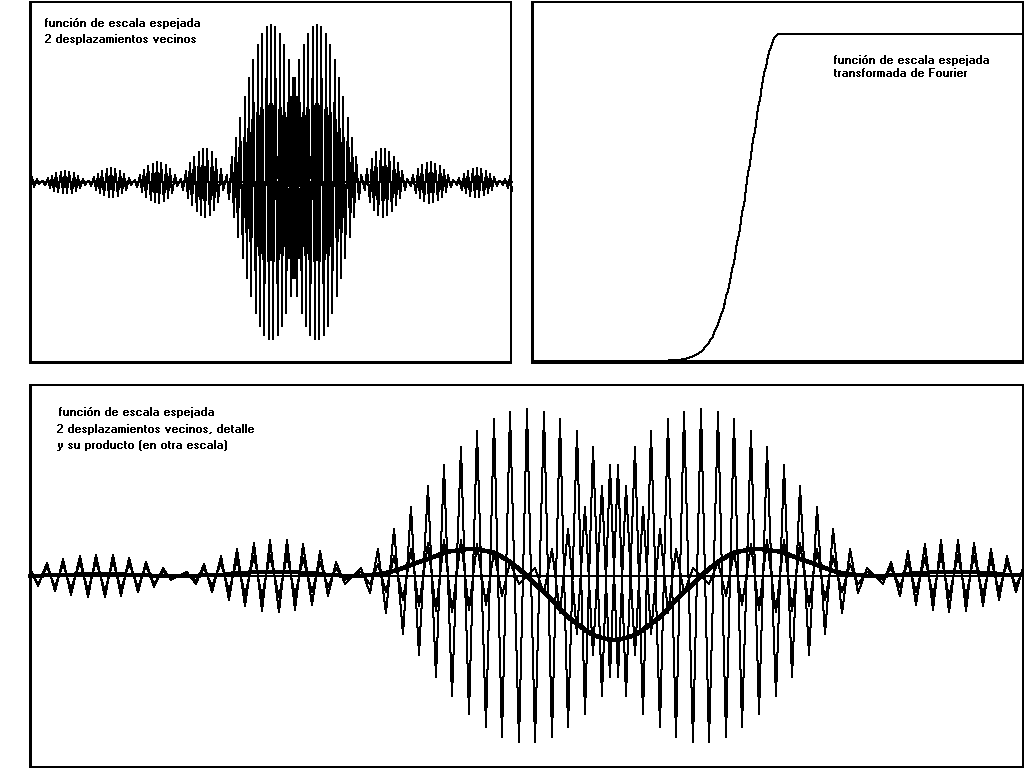 función de escala espejada
2 desplazamientos vecinos
función de escala espejada
transformada de Fourier
función de escala espejada
2 desplazamientos vecinos, detalle
y su producto (en otra escala)